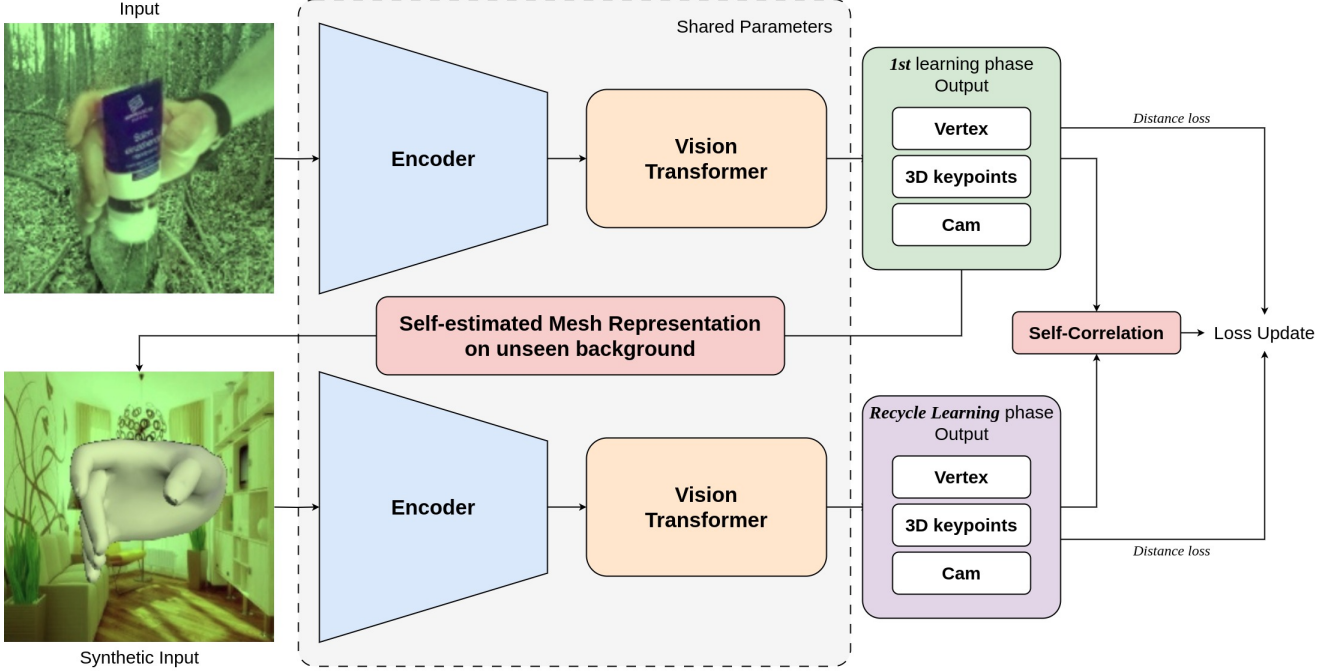 Input
Shared Parameters
Encoder
Vision
Transformer
1st learning phase
Output
Vertex
3D keypoints
Cam
Distance loss
Self-estimated Mesh Representation
on unseen background
Self-Correlation
Loss Update
Encoder
Vision
Transformer
Recycle Learning phase
Output
Vertex
3D keypoints
Cam
Distance loss
Synthetic Input